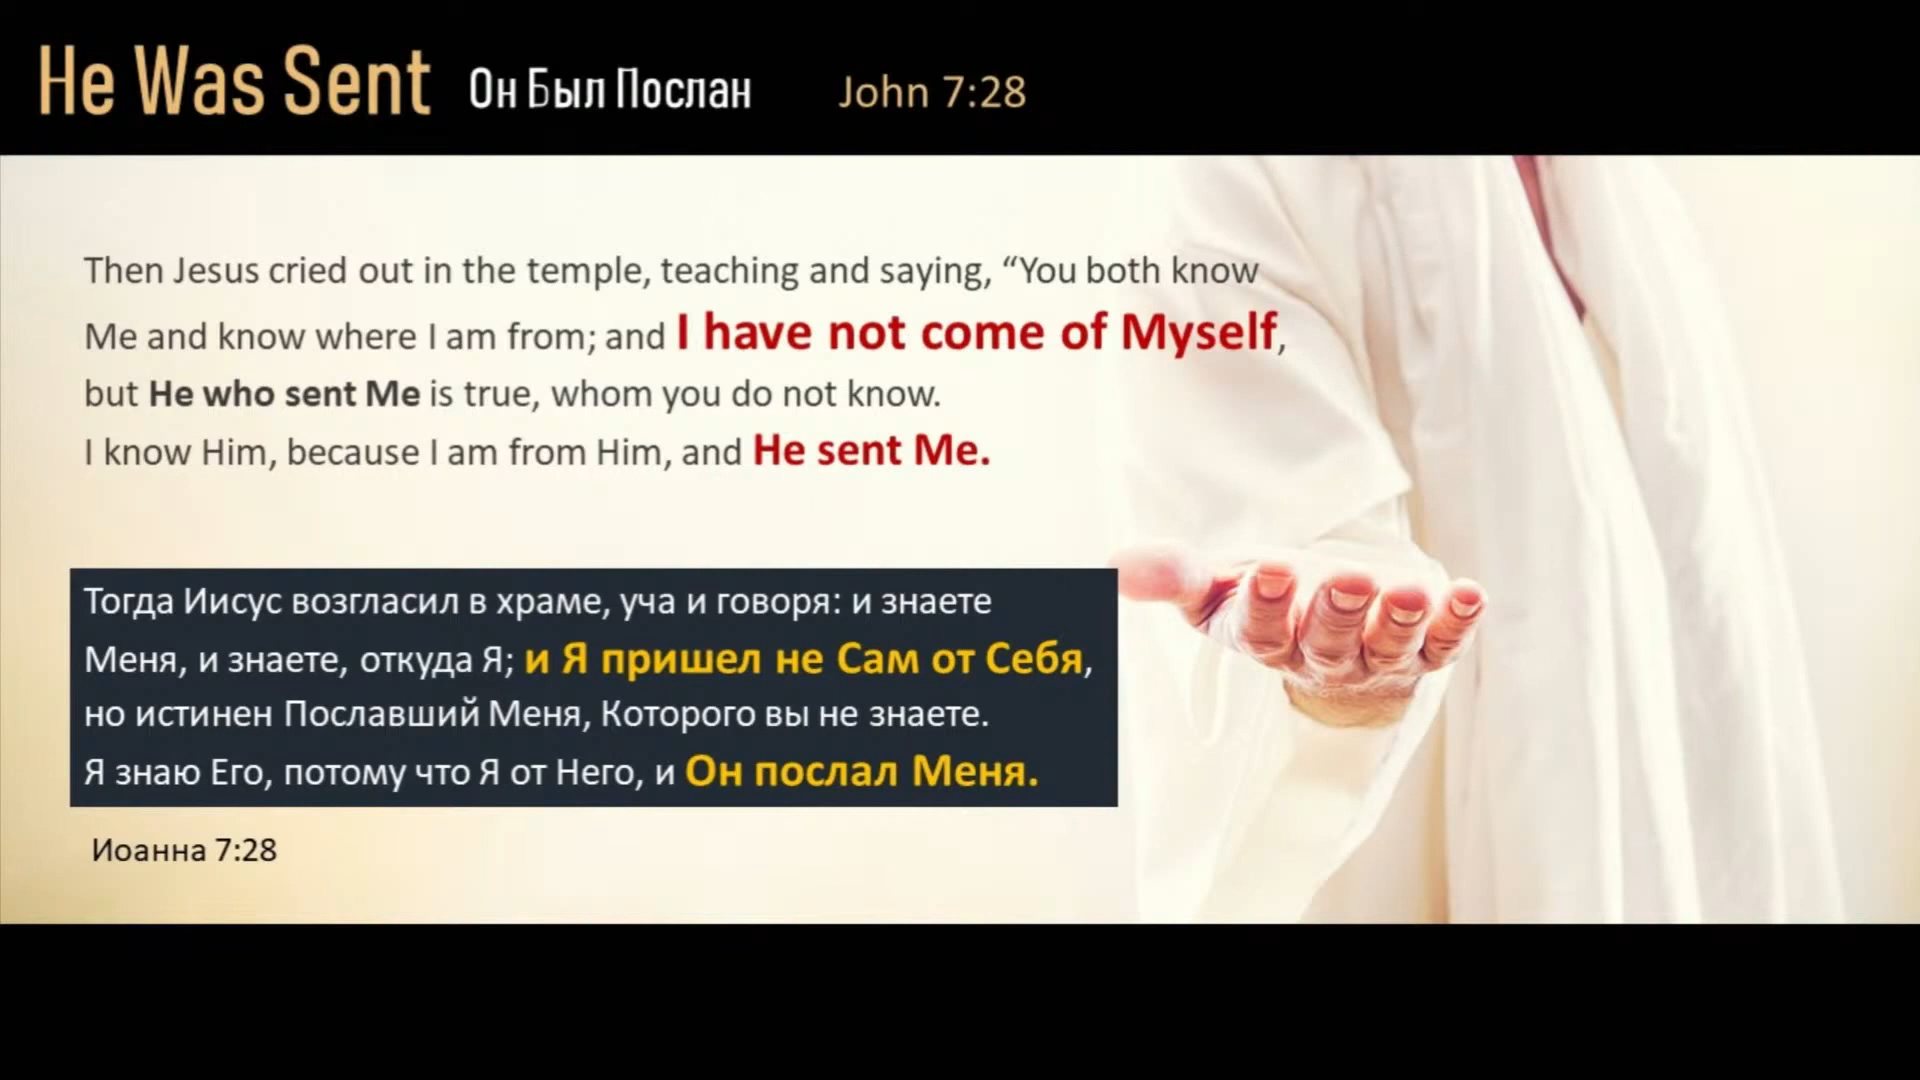 He Was Sent Он Был Послан John 7:28
Then Jesus cried out in the temple, teaching and saying, “You both know
Me and know where I am from; and I have not come of Myself,
but He who sent Me is true, whom you do not know.
I know Him, because I am from Him, and He sent Me.
Тогда Иисус возгласил в храме, уча и говоря: и знаете
Меня, и знаете, откуда Я; и Я пришел не Сам от Себя,
но истинен Пославший Меня, Которого вы не знаете.
Я знаю Его, потому что Я от Него, и Он послал Меня.
Иоанна 7:28